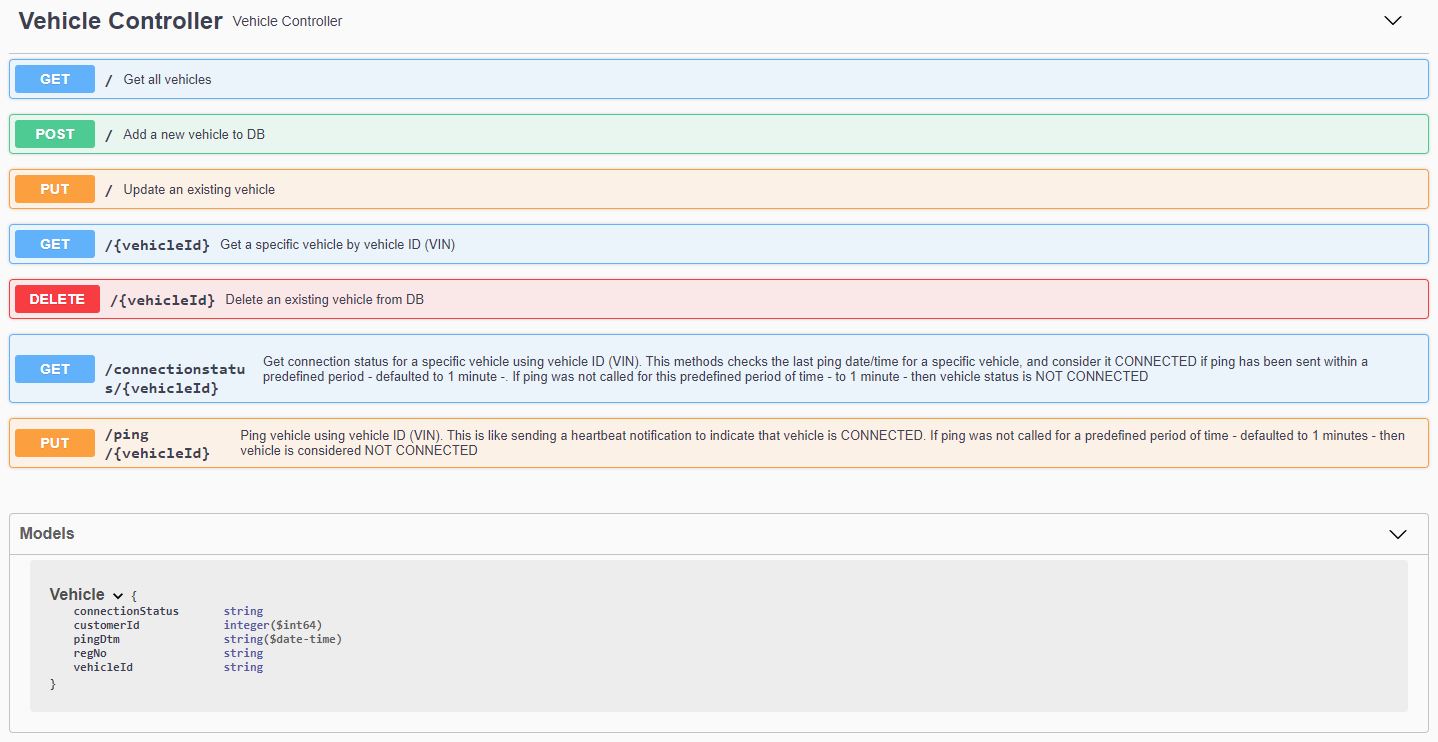 Vehicle Controller Vehicle Controller
GET / Get all vehicles
POST / Add a new vehicle to DB
PUT / Update an existing vehicle
GET /{vehicleId} Get a specific vehicle by vehicle ID (VIN)
DELETE /{vehicleId} Delete an existing vehicle from DB
GET /connectionstatu
s/{vehicleId}
Get connection status for a specific vehicle using vehicle ID (VIN). This methods checks the last ping date/time for a specific vehicle, and consider it CONNECTED if ping has been sent within a
predefined period - defaulted to 1 minute -. If ping was not called for this predefined period of time - to 1 minute - then vehicle status is NOT CONNECTED
PUT /ping
/{vehicleId}
Ping vehicle using vehicle ID (VIN). This is like sending a heartbeat notification to indicate that vehicle is CONNECTED. If ping was not called for a predefined period of time - defaulted to 1 minutes - then
vehicle is considered NOT CONNECTED
Models
Vehicle {
connectionStatus string
customerId integer($int64)
pingDtm string($date-time)
regNo string
vehicleId string
}